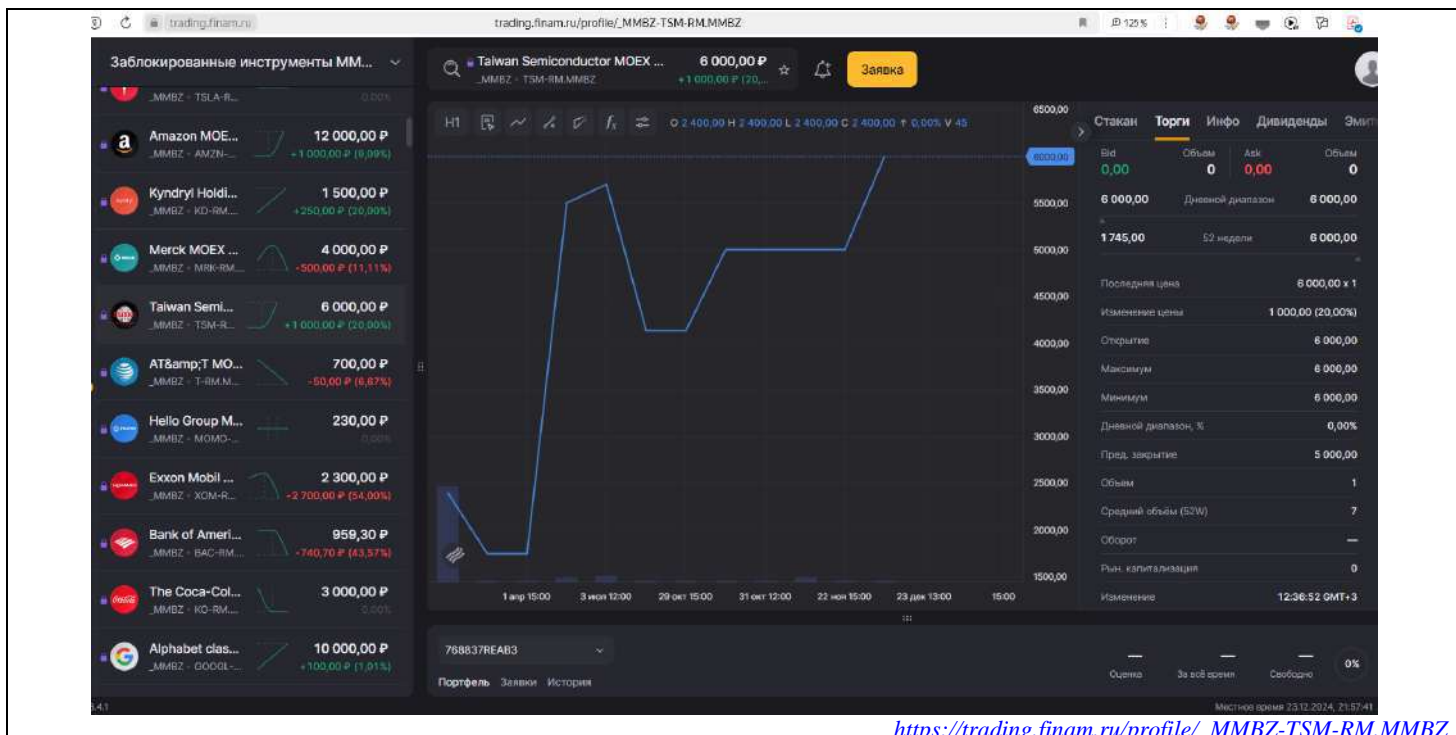 trading.finam.ru
trading.finam.ru/profile/_MMBZ-TSM-RM.MMBZ
125 %
Заблокированные инструменты MM...
_MMBZ • TSLA-R...
0,00%
Amazon MOE...
12 000,00 ₽
_MMBZ • AMZN-...
+1 000,00 ₽ (9,09%)
Kyndryl Holdi...
1 500,00 ₽
_MMBZ • KD-RM....
+250,00 ₽ (20,00%)
Merck MOEX ...
4 000,00 ₽
_MMBZ • MRK-RM....
-500,00 ₽ (11,11%)
Taiwan Semi...
6 000,00 ₽
_MMBZ • TSM-R...
+1 000,00 ₽ (20,00%)
AT&amp;T MO...
700,00 ₽
_MMBZ • T-RM.M...
-50,00 ₽ (6,67%)
Hello Group M...
230,00 ₽
_MMBZ • MOMO-...
0,00%
Exxon Mobil ...
2 300,00 ₽
_MMBZ • XOM-R...
-2 700,00 ₽ (54,00%)
Bank of Ameri...
959,30 ₽
_MMBZ • BAC-RM....
-740,70 ₽ (43,57%)
The Coca-Col...
3 000,00 ₽
_MMBZ • KO-RM....
0,00%
Alphabet clas...
10 000,00 ₽
_MMBZ • GOOGL-...
+100,00 ₽ (1,01%)
Taiwan Semiconductor MOEX ...
6 000,00 ₽
_MMBZ • TSM-RM.MMBZ
+1 000,00 ₽ (20,...
Заявка
H1
O 2 400,00 H 2 400,00 L 2 400,00 C 2 400,00 0,00% V 45
6500,00
6000,00
5500,00
5000,00
4500,00
4000,00
3500,00
3000,00
2500,00
2000,00
1500,00
1 апр 15:00 3 июл 12:00 29 окт 15:00 31 окт 12:00 22 ноя 15:00 23 дек 13:00 15:00
Стакан Торги Инфо Дивиденды Эмит
Bid Объем Ask Объем
0,00 0 0,00 0
6 000,00 Дневной диапазон 6 000,00
1 745,00 52 недели 6 000,00
Последняя цена 6 000,00 x 1
Изменение цены 1 000,00 (20,00%)
Открытие 6 000,00
Максимум 6 000,00
Минимум 6 000,00
Дневной диапазон, % 0,00%
Пред. закрытие 5 000,00
Объем 1
Средний объём (52W) 7
Оборот —
Рын. капитализация 0
Изменение 12:36:52 GMT+3
768837REAB3
Портфель Заявки История
— — —
Оценка За всё время Свободно
0%
Местное время 23.12.2024, 21:57:41
https://trading.finam.ru/profile/_MMBZ-TSM-RM.MMBZ